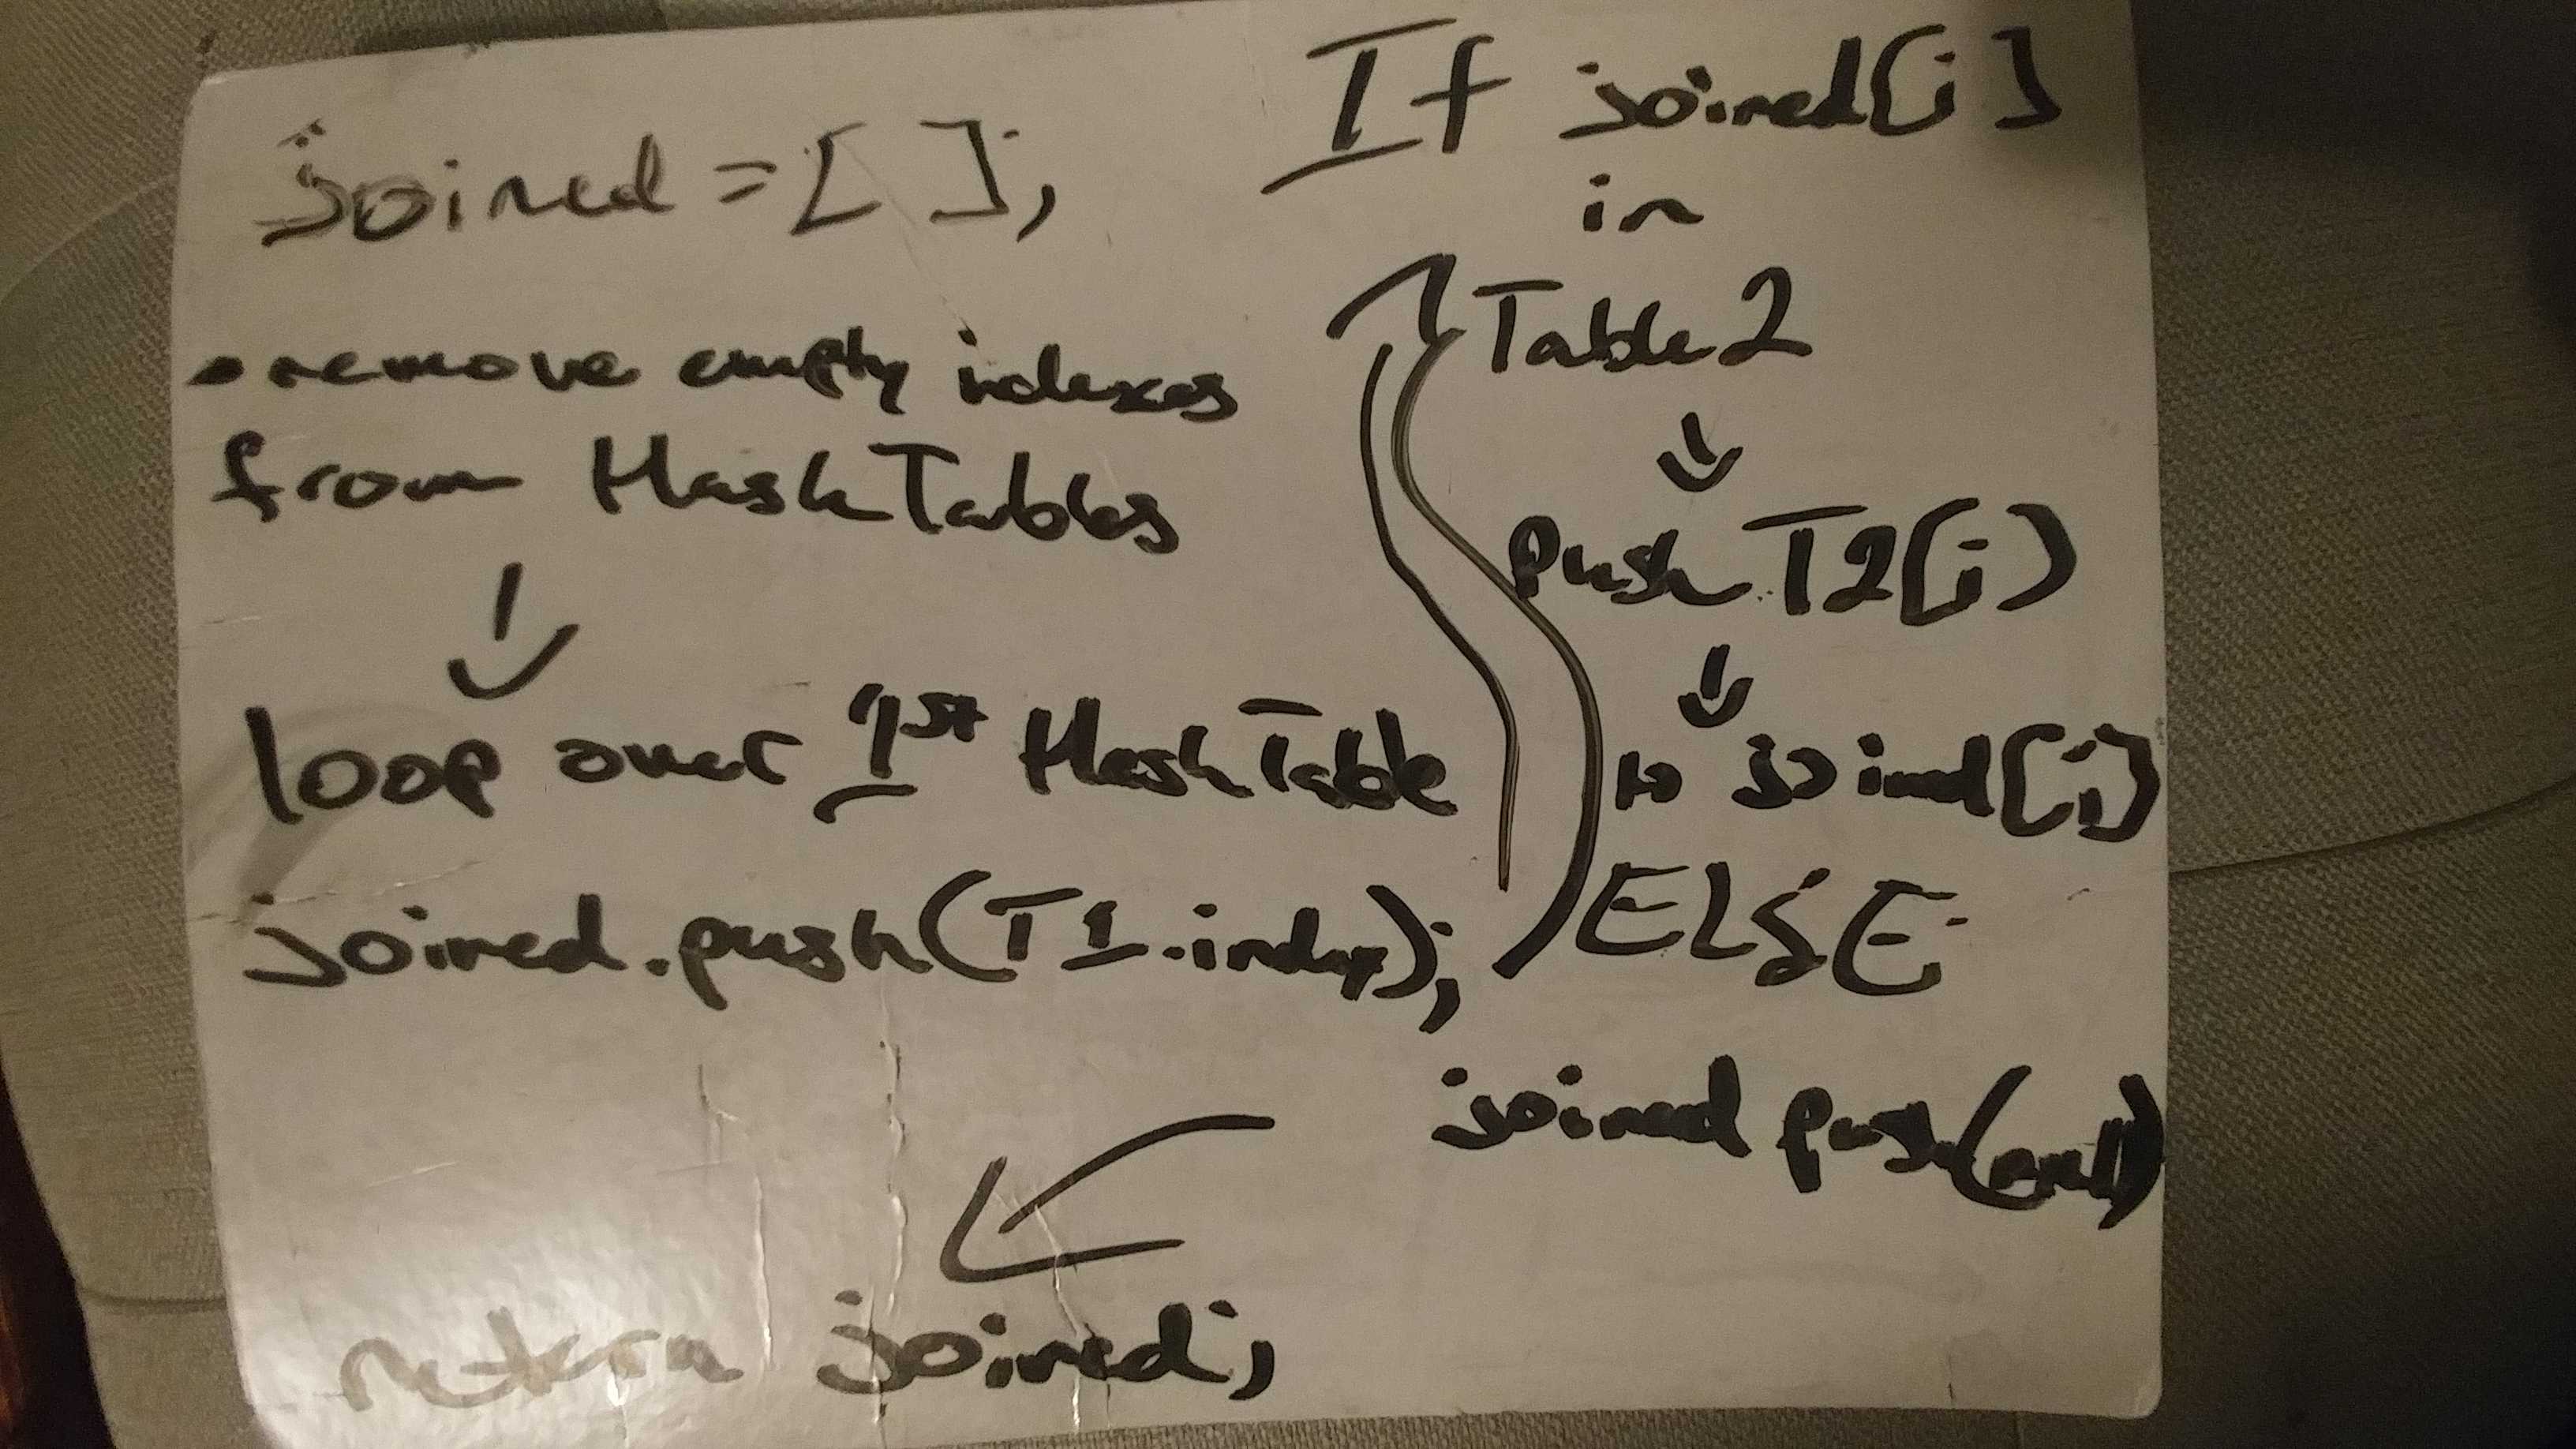 joined = [ ];
• remove empty indexes
from HashTables
↓
loop over 1st HashTable
joined.push(T1.index);
If joined[i]
in
Table2
↓
push T2[i]
↓
to joined[i]
ELSE
joined push(null)
return joined;